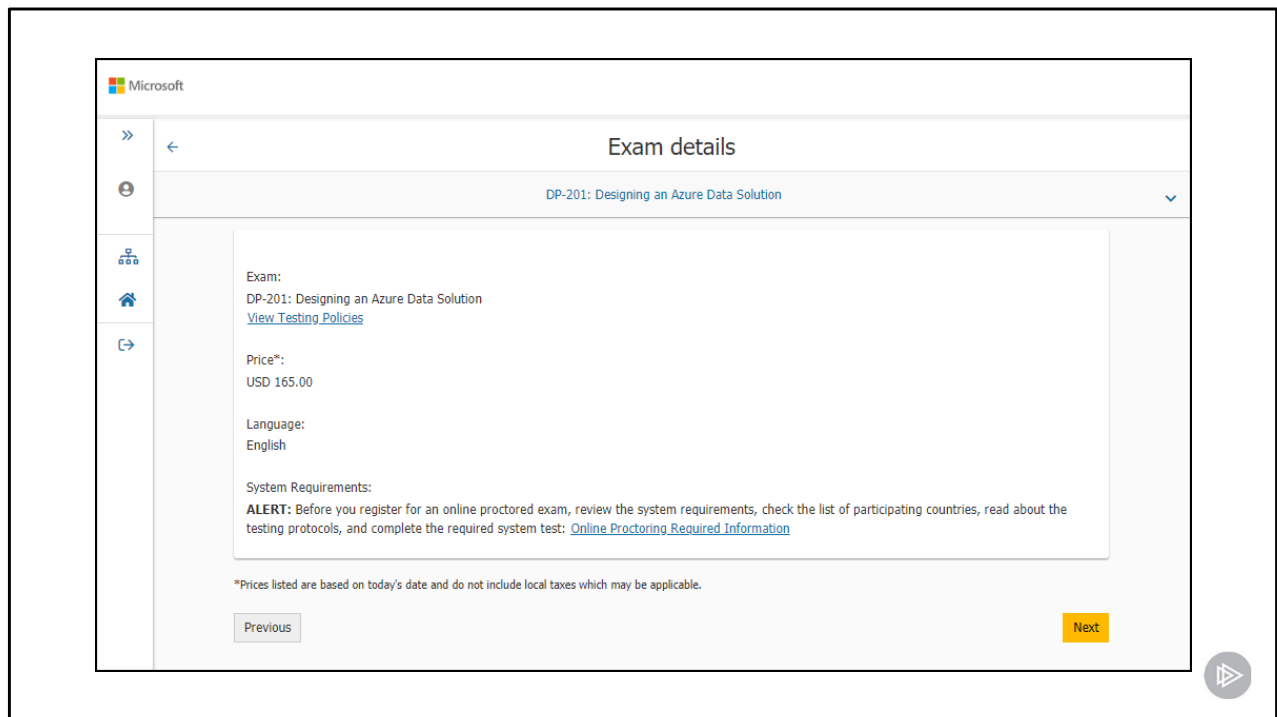 Microsoft
Exam details
DP-201: Designing an Azure Data Solution
Exam:
DP-201: Designing an Azure Data Solution
View Testing Policies
Price*:
USD 165.00
Language:
English
System Requirements:
ALERT: Before you register for an online proctored exam, review the system requirements, check the list of participating countries, read about the
testing protocols, and complete the required system test: Online Proctoring Required Information
*Prices listed are based on today's date and do not include local taxes which may be applicable.
Previous
Next